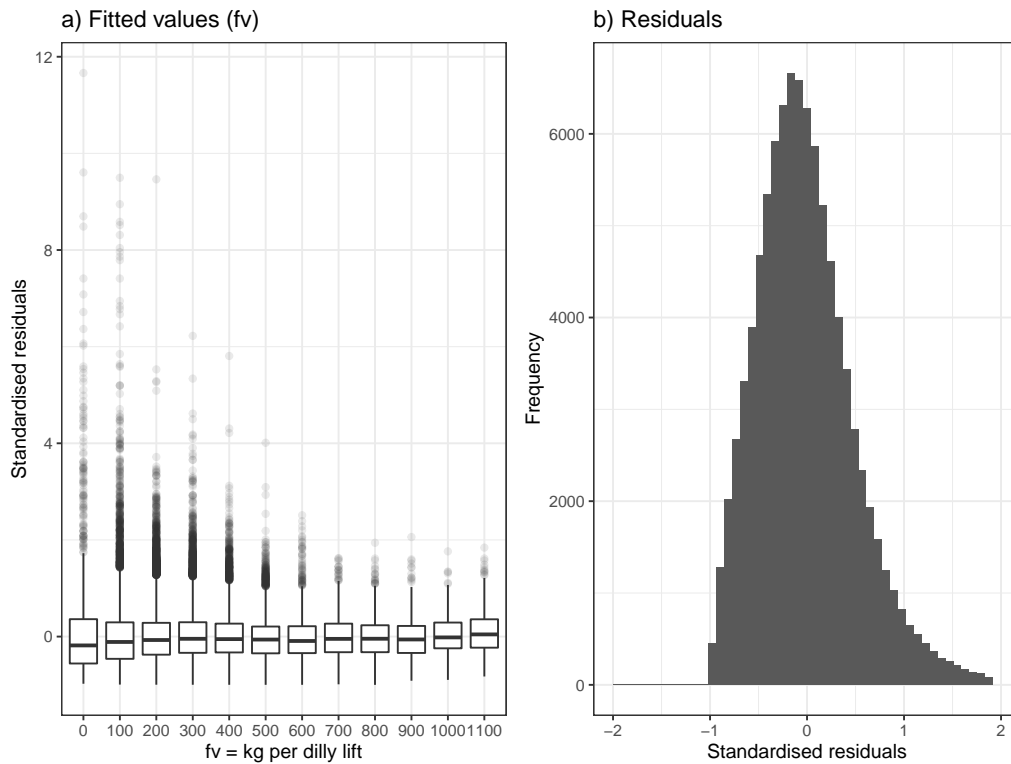 a) Fitted values (fv)
12
8
4
0
Standardised residuals
0 100 200 300 400 500 600 700 800 900 1000 1100
fv = kg per dilly lift
b) Residuals
6000
4000
2000
0
Frequency
−2 −1 0 1 2
Standardised residuals